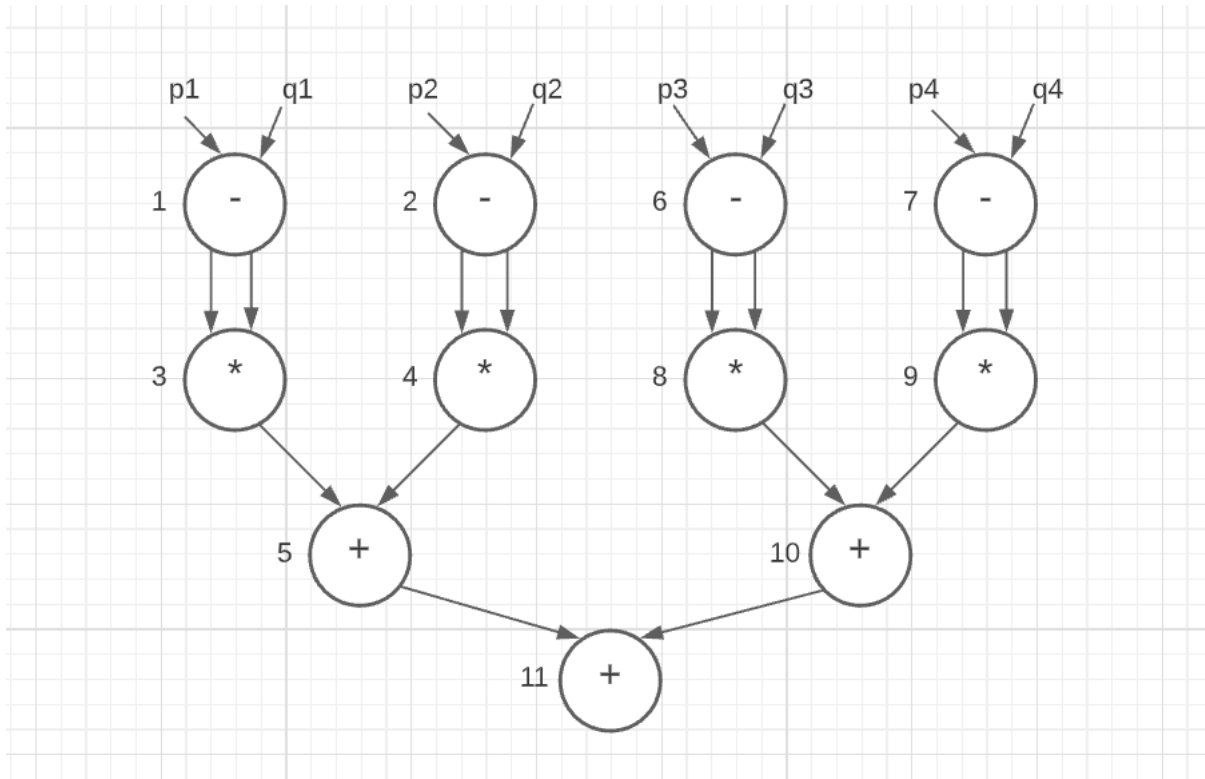 p1 q1 p2 q2 p3 q3 p4 q4
1 - 2 - 6 - 7 -
3 * 4 * 8 * 9 *
5 + 10 +
11 +